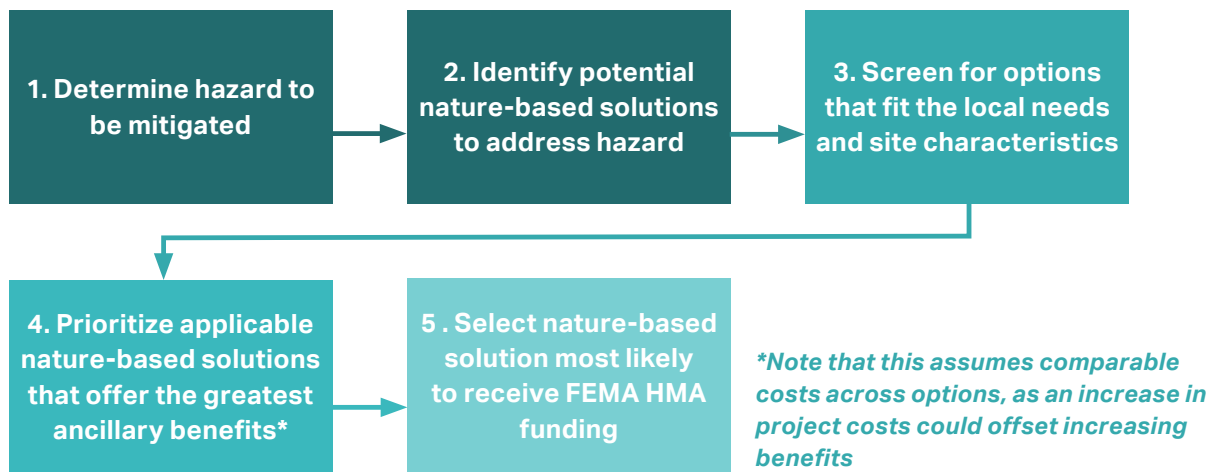 1. Determine hazard to
be mitigated
2. Identify potential
nature-based solutions
to address hazard
3. Screen for options
that fit the local needs
and site characteristics
4. Prioritize applicable
nature-based solutions
that offer the greatest
ancillary benefits*
5 . Select nature-based
solution most likely
to receive FEMA HMA
funding
*Note that this assumes comparable
costs across options, as an increase in
project costs could offset increasing
benefits